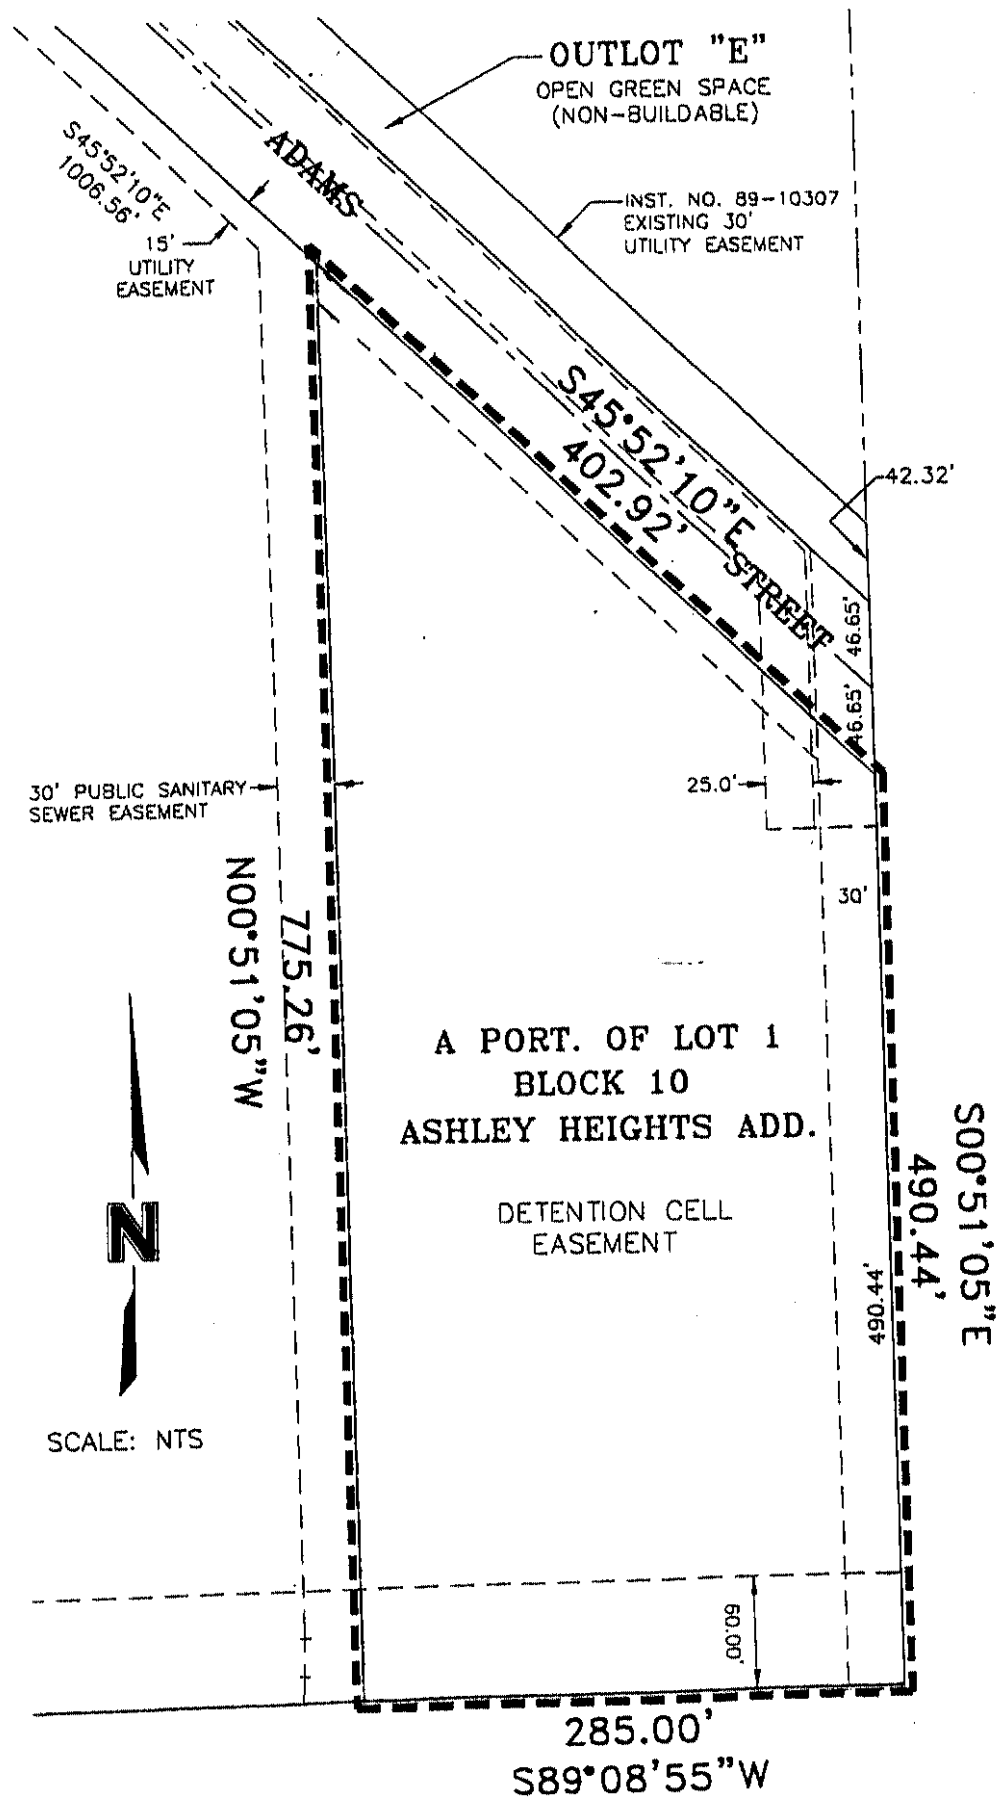 OUTLOT "E"
OPEN GREEN SPACE
(NON-BUILDABLE)
ADAMS
S45°52'10"E
1006.56'
15'
UTILITY
EASEMENT
INST. NO. 89-10307
EXISTING 30'
UTILITY EASEMENT
S45°52'10"E
402.92'
STREET
42.32'
46.65'
46.65'
30' PUBLIC SANITARY
SEWER EASEMENT
25.0'
30'
N00°51'05"W
775.26'
A PORT. OF LOT 1
BLOCK 10
ASHLEY HEIGHTS ADD.
DETENTION CELL
EASEMENT
S00°51'05"E
490.44'
490.44'
N
SCALE: NTS
60.00'
285.00'
S89°08'55"W